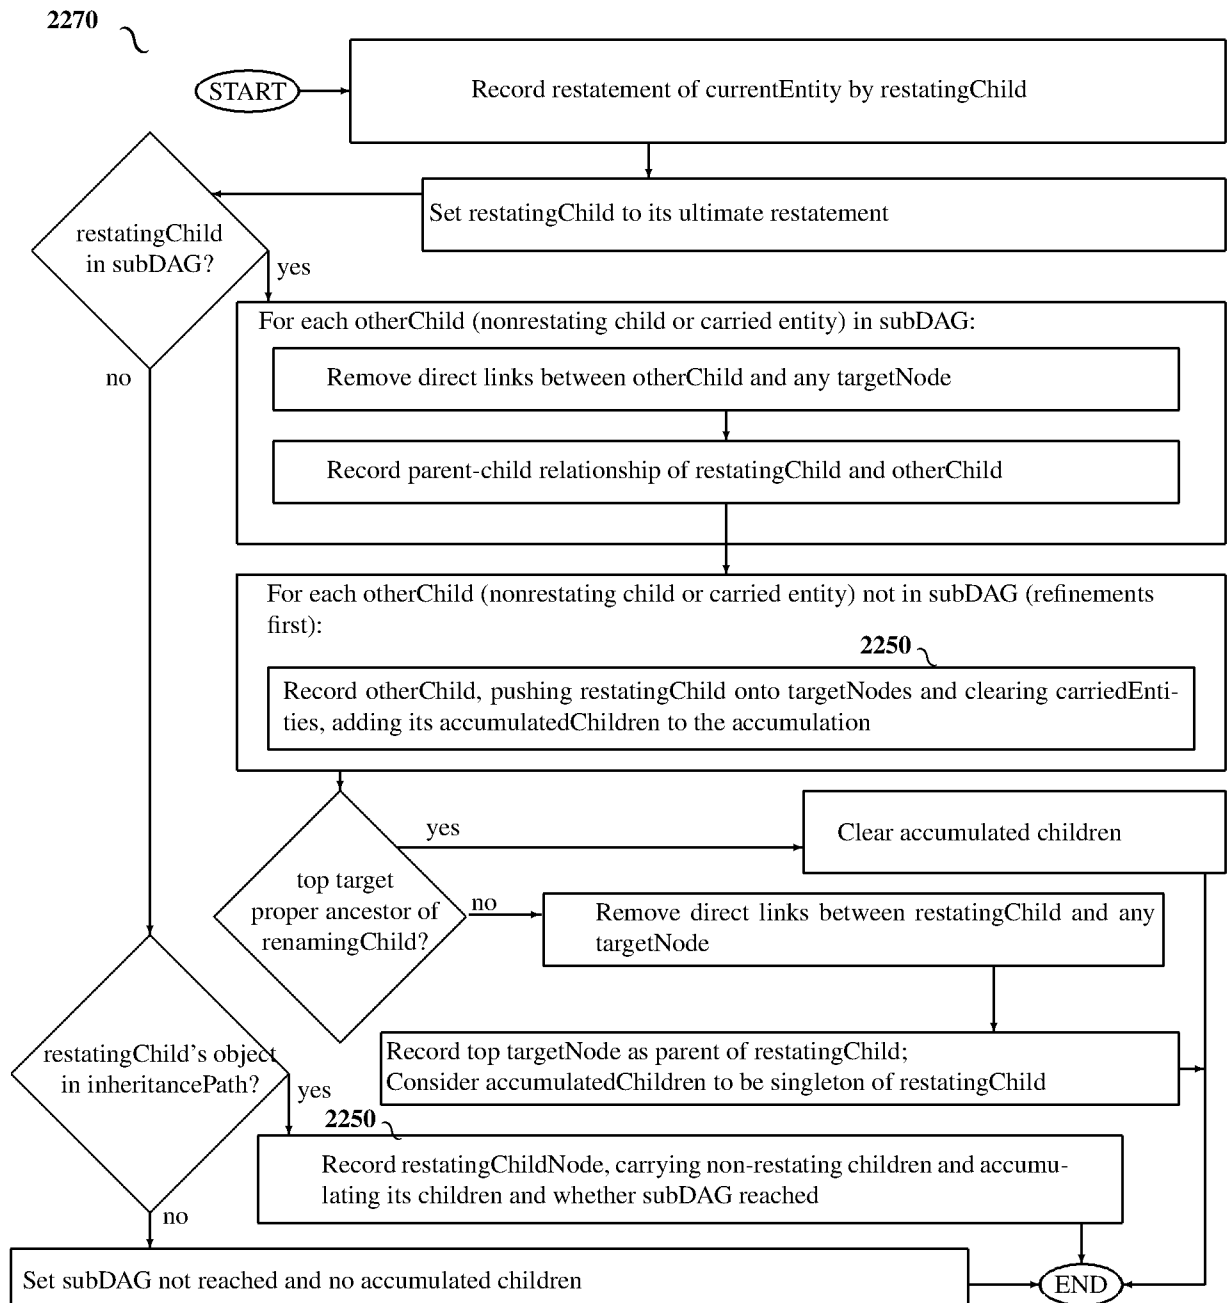 2270
START
Record restatement of currentEntity by restatingChild
Set restatingChild to its ultimate restatement
restatingChild
in subDAG?
yes
no
For each otherChild (nonrestating child or carried entity) in subDAG:
Remove direct links between otherChild and any targetNode
Record parent-child relationship of restatingChild and otherChild
For each otherChild (nonrestating child or carried entity) not in subDAG (refinements
first):
2250
Record otherChild, pushing restatingChild onto targetNodes and clearing carriedEnti-
ties, adding its accumulatedChildren to the accumulation
top target
proper ancestor of
renamingChild?
yes
Clear accumulated children
no
Remove direct links between restatingChild and any
targetNode
Record top targetNode as parent of restatingChild;
Consider accumulatedChildren to be singleton of restatingChild
restatingChild's object
in inheritancePath?
yes
2250
Record restatingChildNode, carrying non-restating children and accumu-
lating its children and whether subDAG reached
no
Set subDAG not reached and no accumulated children
END